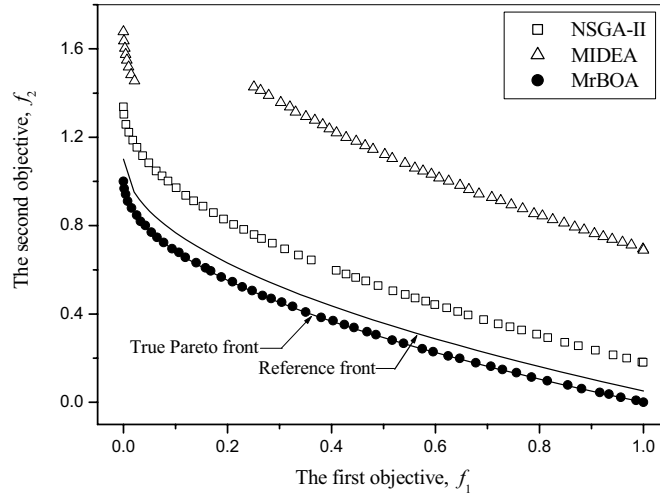 NSGA-II
MIDEA
MrBOA
1.6
1.2
0.8
0.4
0.0
The second objective, f2
True Pareto front
Reference front
0.0 0.2 0.4 0.6 0.8 1.0
The first objective, f1